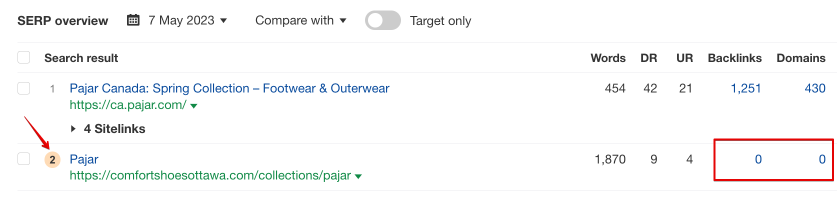 SERP overview 7 May 2023 Compare with Target only
Search result Words DR UR Backlinks Domains
1 Pajar Canada: Spring Collection – Footwear & Outerwear 454 42 21 1,251 430
https://ca.pajar.com/
4 Sitelinks
2 Pajar 1,870 9 4 0 0
https://comfortshoesottawa.com/collections/pajar